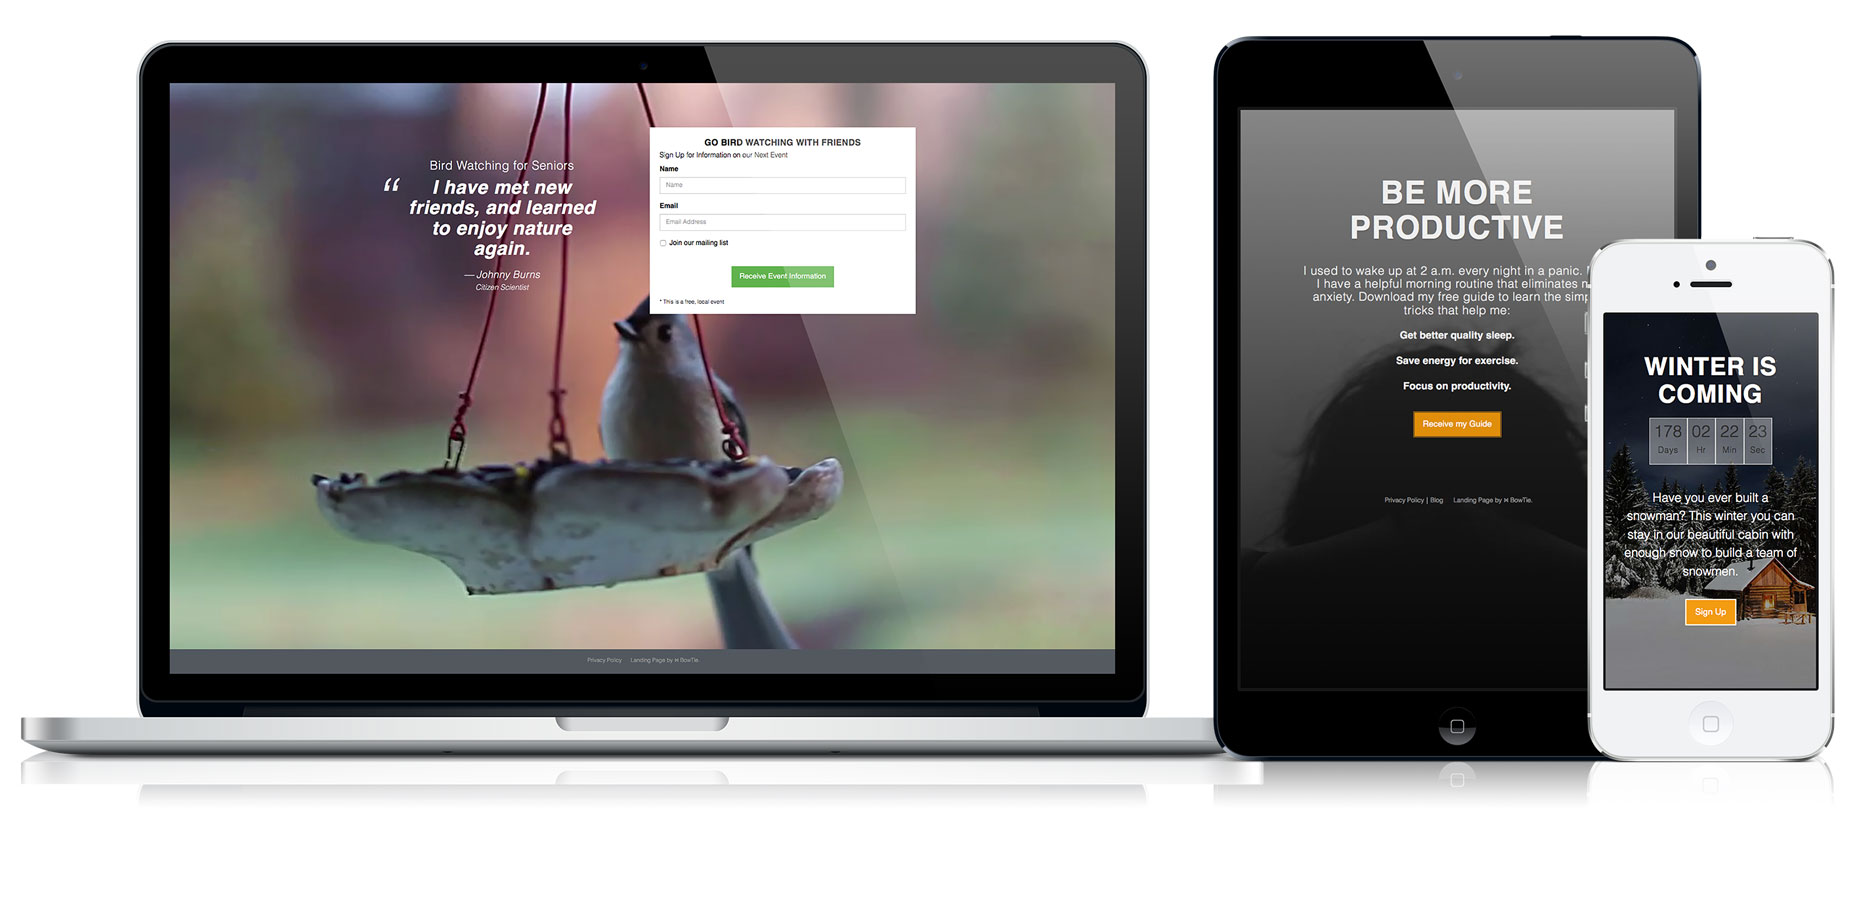 Bird Watching for Seniors
“ I have met new
friends, and learned
to enjoy nature
again.
— Johnny Burns
Citizen Scientist
GO BIRD WATCHING WITH FRIENDS
Sign Up for Information on our Next Event
Name
Name
Email
Email Address
Join our mailing list
Receive Event Information
* This is a free, local event
Privacy Policy Landing Page by BowTie.
BE MORE
PRODUCTIVE
I used to wake up at 2 a.m. every night in a panic.
I have a helpful morning routine that eliminates
anxiety. Download my free guide to learn the
tricks that help me:
Get better quality sleep.
Save energy for exercise.
Focus on productivity.
Receive my Guide
Privacy Policy | Blog Landing Page by BowTie.
WINTER IS
COMING
178 02 22 23
Days Hr Min Sec
Have you ever built a
snowman? This winter you can
stay in our beautiful cabin with
enough snow to build a team of
snowmen.
Sign Up